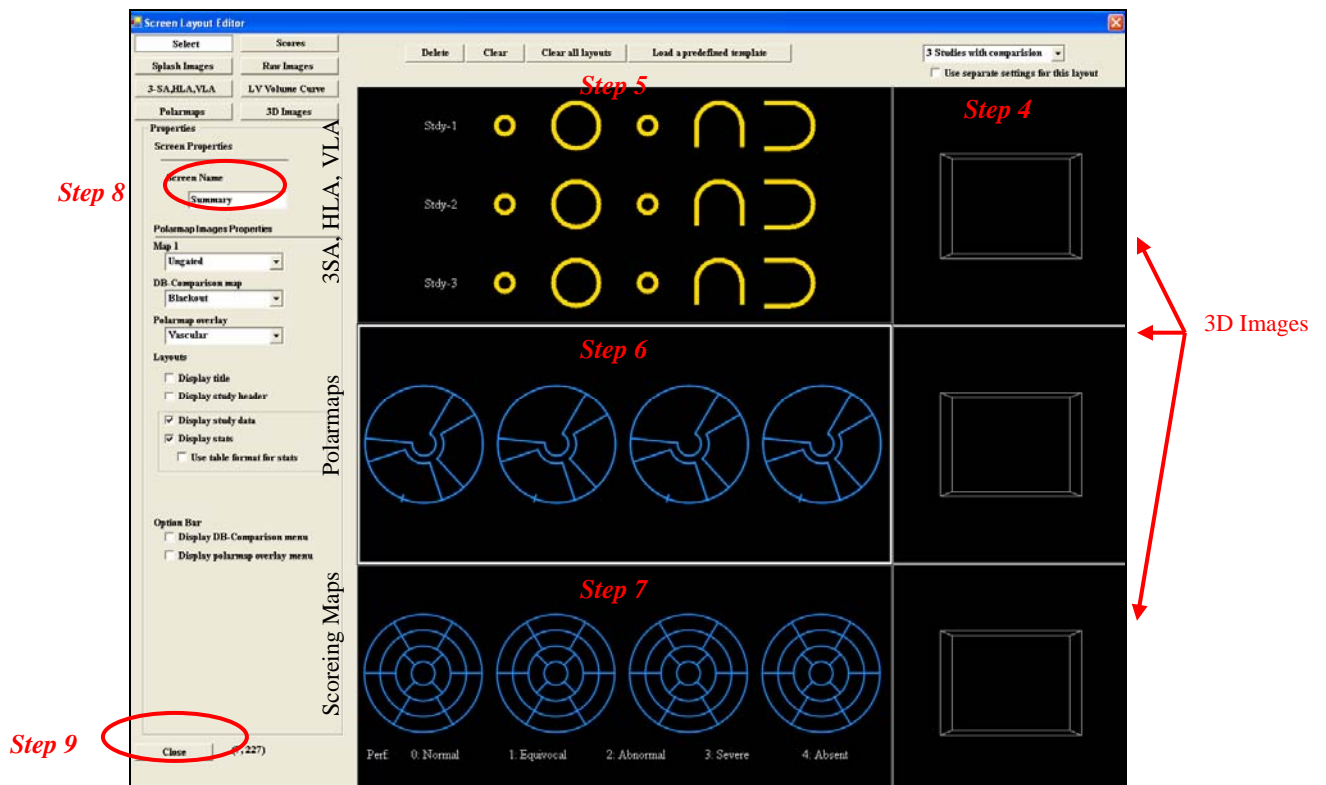 Screen Layout Editor
Select Scores
Splash Images Raw Images
3-SA,HLA,VLA LV Volume Curve
Polarmaps 3D Images
Delete Clear Clear all layouts Load a predefined template
3 Studies with comparision
Use separate settings for this layout
Properties
Screen Properties
Screen Name
Summary
Polarmap Images Properties
Map 1
Ungated
DB-Comparison map
Blackout
Polarmap overlay
Vascular
Layouts
Display title
Display study header
Display study data
Display stats
Use table format for stats
Option Bar
Display DB-Comparison menu
Display polarmap overlay menu
Close , 227)
Step 8
Step 9
3SA, HLA, VLA
Polarmaps
Scoreing Maps
Step 5
Stdy-1
Stdy-2
Stdy-3
Step 4
Step 6
Step 7
Perf. 0: Normal 1: Equivocal 2: Abnormal 3: Severe 4: Absent
3D Images